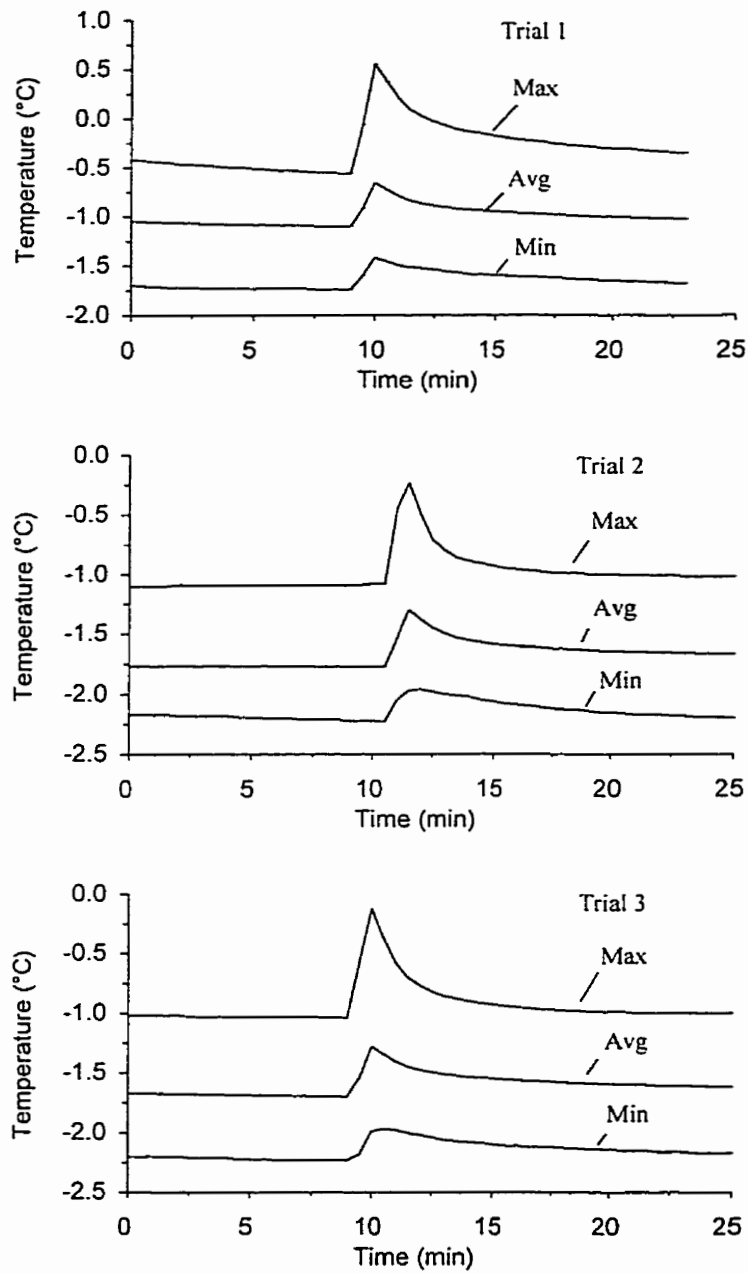 Trial 1
1.0
0.5
0.0
-0.5
-1.0
-1.5
-2.0
Temperature (°C)
Max
Avg
Min
0 5 10 15 20 25
Time (min)
Trial 2
0.0
-0.5
-1.0
-1.5
-2.0
-2.5
Temperature (°C)
Max
Avg
Min
0 5 10 15 20 25
Time (min)
Trial 3
0.0
-0.5
-1.0
-1.5
-2.0
-2.5
Temperature (°C)
Max
Avg
Min
0 5 10 15 20 25
Time (min)